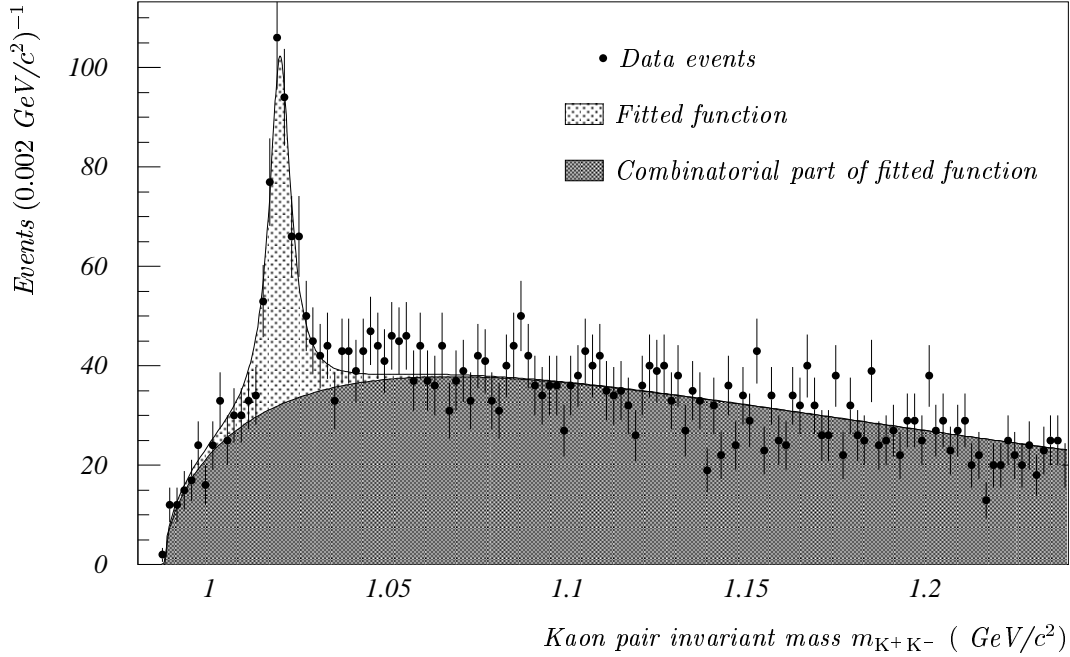 Events (0.002 GeV/c²)⁻¹
100
80
60
40
20
0
Data events
Fitted function
Combinatorial part of fitted function
1 1.05 1.1 1.15 1.2
Kaon pair invariant mass m_{K⁺K⁻} ( GeV/c²)